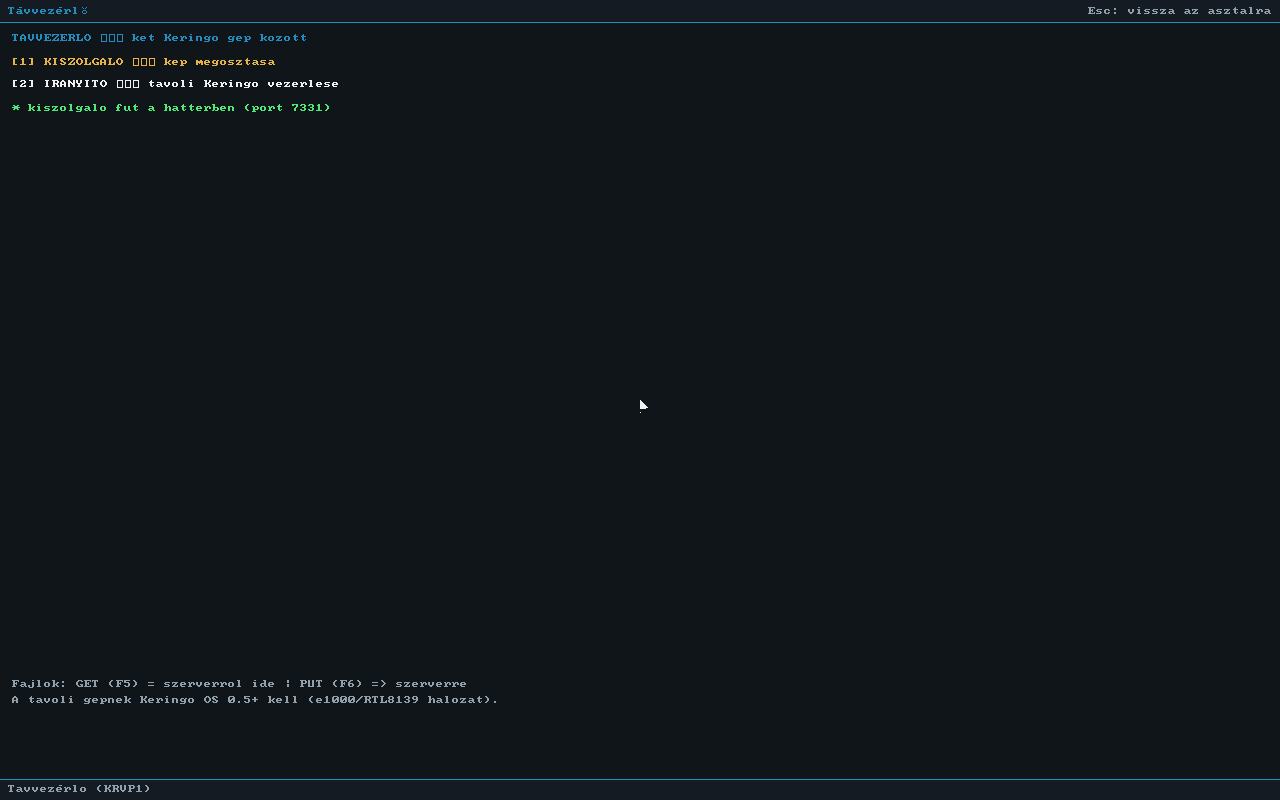 Távvezérlő
Esc: vissza az asztalra
TAVVEZERLO □□□ ket Keringo gep kozott
[1] KISZOLGALO □□□ kep megosztasa
[2] IRANYITO □□□ tavoli Keringo vezerlese
* kiszolgalo fut a hatterben (port 7331)
Fajlok: GET (F5) = szerverrol ide | PUT (F6) => szerverre
A tavoli gepnek Keringo OS 0.5+ kell (e1000/RTL8139 halozat).
Tavvezérlo (KRVP1)